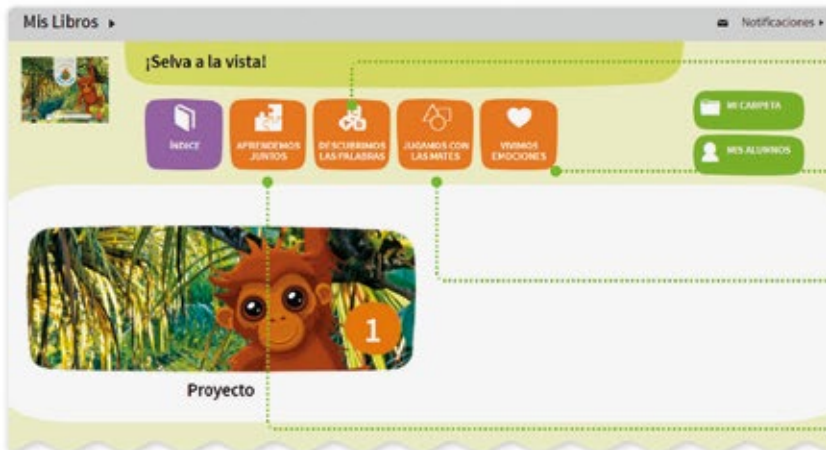 Mis Libros
Notificaciones
¡Selva a la vista!
ÍNDICE
APRENDEMOS
JUNTOS
DESCUBRIMOS
LAS PALABRAS
JUGAMOS CON
LAS MATES
VIVIMOS
EMOCIONES
MI CARPETA
MIS ALUMNOS
1
Proyecto